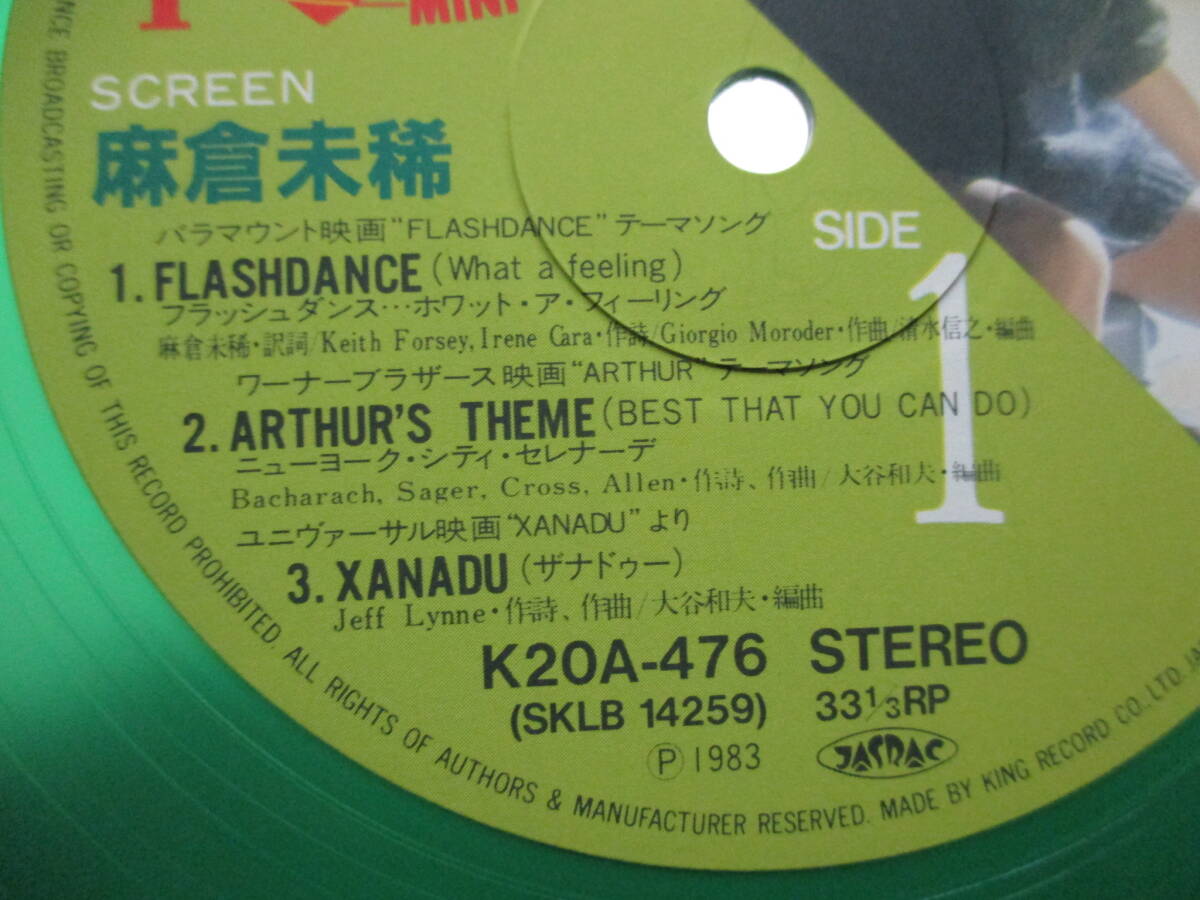 MINI
SCREEN
麻倉未稀
パラマウント映画“FLASHDANCE”テーマソング
SIDE
1
1. FLASHDANCE (What a feeling)
フラッシュダンス…ホワット・ア・フィーリング
麻倉未稀・訳詞/Keith Forsey, Irene Cara・作詩/Giorgio Moroder・作曲/清水信之・編曲
ワーナーブラザース映画“ARTHUR”テーマソング
2. ARTHUR'S THEME (BEST THAT YOU CAN DO)
ニューヨーク・シティ・セレナーデ
Bacharach, Sager, Cross, Allen・作詩、作曲/大谷和夫・編曲
ユニヴァーサル映画“XANADU”より
3. XANADU (ザナドゥー)
Jeff Lynne・作詩、作曲/大谷和夫・編曲
K20A-476 STEREO
(SKLB 14259) 33⅓RP
Ⓟ1983 JASRAC
BROADCASTING OR COPYING OF THIS RECORD PROHIBITED. ALL RIGHTS OF AUTHORS & MANUFACTURER RESERVED. MADE BY KING RECORD CO., LTD.